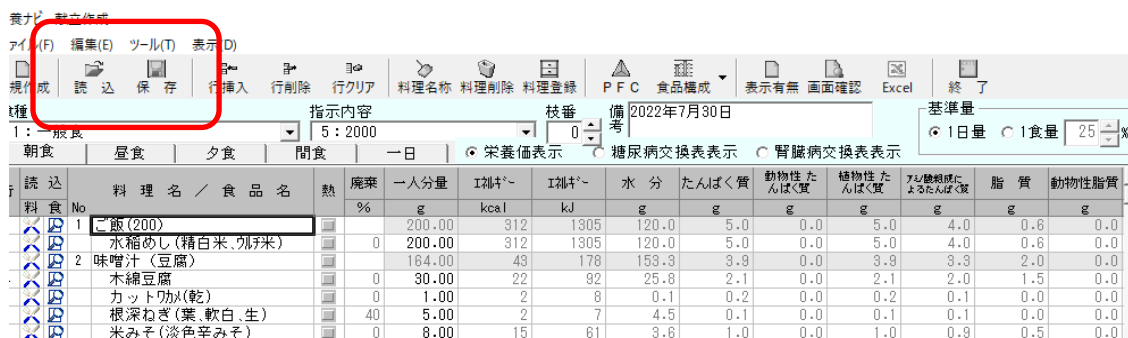 養ナビ 献立作成
ァイル(F) 編集(E) ツール(T) 表示(D)
規作成 読 込 保 存 行挿入 行削除 行クリア 料理名称 料理削除 料理登録 P F C 食品構成 表示有無 画面確認 Excel 終 了
食種 指示内容 枝番 備考 2022年7月30日 基準量
1:一般食 5:2000 0 1日量 1食量 25 %
朝食 昼食 夕食 間食 一日 栄養価表示 糖尿病交換表表示 腎臓病交換表表示
行 読 込 料 理 名 / 食 品 名 熱 廃棄 一人分量 エネルギー エネルギー 水 分 たんぱく質 動物性たんぱく質 植物性たんぱく質 アミノ酸組成によるたんぱく質 脂 質 動物性脂質
料 食 No % g kcal kJ g g g g g g g
1 ご飯(200) 200.00 312 1305 120.0 5.0 0.0 5.0 4.0 0.6 0.0
水稲めし(精白米、ウルチ米) 0 200.00 312 1305 120.0 5.0 0.0 5.0 4.0 0.6 0.0
2 味噌汁(豆腐) 164.00 43 178 153.3 3.9 0.0 3.9 3.3 2.0 0.0
木綿豆腐 0 30.00 22 92 25.8 2.1 0.0 2.1 2.0 1.5 0.0
カットワカメ(乾) 0 1.00 2 8 0.1 0.2 0.0 0.2 0.1 0.0 0.0
根深ねぎ(葉、軟白、生) 40 5.00 2 7 4.5 0.1 0.0 0.1 0.1 0.0 0.0
米みそ(淡色辛みそ) 0 8.00 15 61 3.6 1.0 0.0 1.0 0.9 0.5 0.0